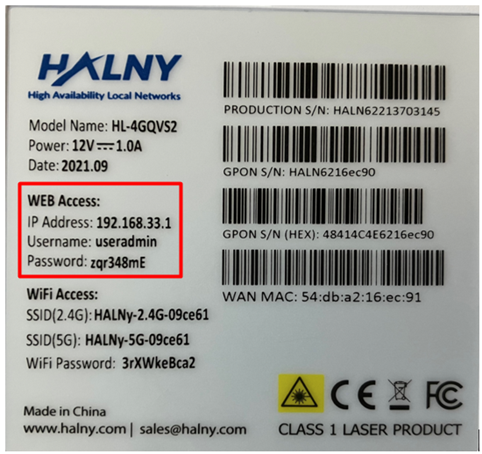 HALNY
High Availability Local Networks
Model Name: HL-4GQVS2
Power: 12V⎓1.0A
Date: 2021.09
WEB Access:
IP Address: 192.168.33.1
Username: useradmin
Password: zqr348mE
WiFi Access:
SSID(2.4G): HALNy-2.4G-09ce61
SSID(5G): HALNy-5G-09ce61
WiFi Password: 3rXWkeBca2
Made in China
www.halny.com | sales@halny.com
PRODUCTION S/N: HALN62213703145
GPON S/N: HALN6216ec90
GPON S/N (HEX): 48414C4E6216ec90
WAN MAC: 54:db:a2:16:ec:91
CE FC
CLASS 1 LASER PRODUCT